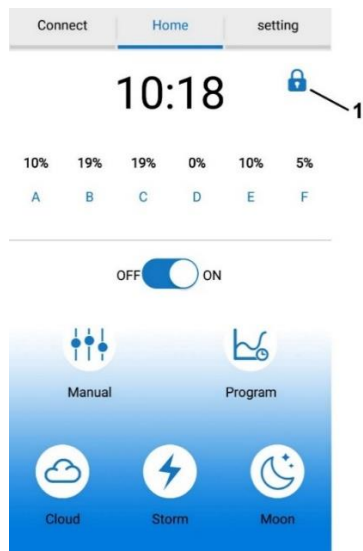 Connect Home setting
10:18
1
10% 19% 19% 0% 10% 5%
A B C D E F
OFF ON
Manual Program
Cloud Storm Moon